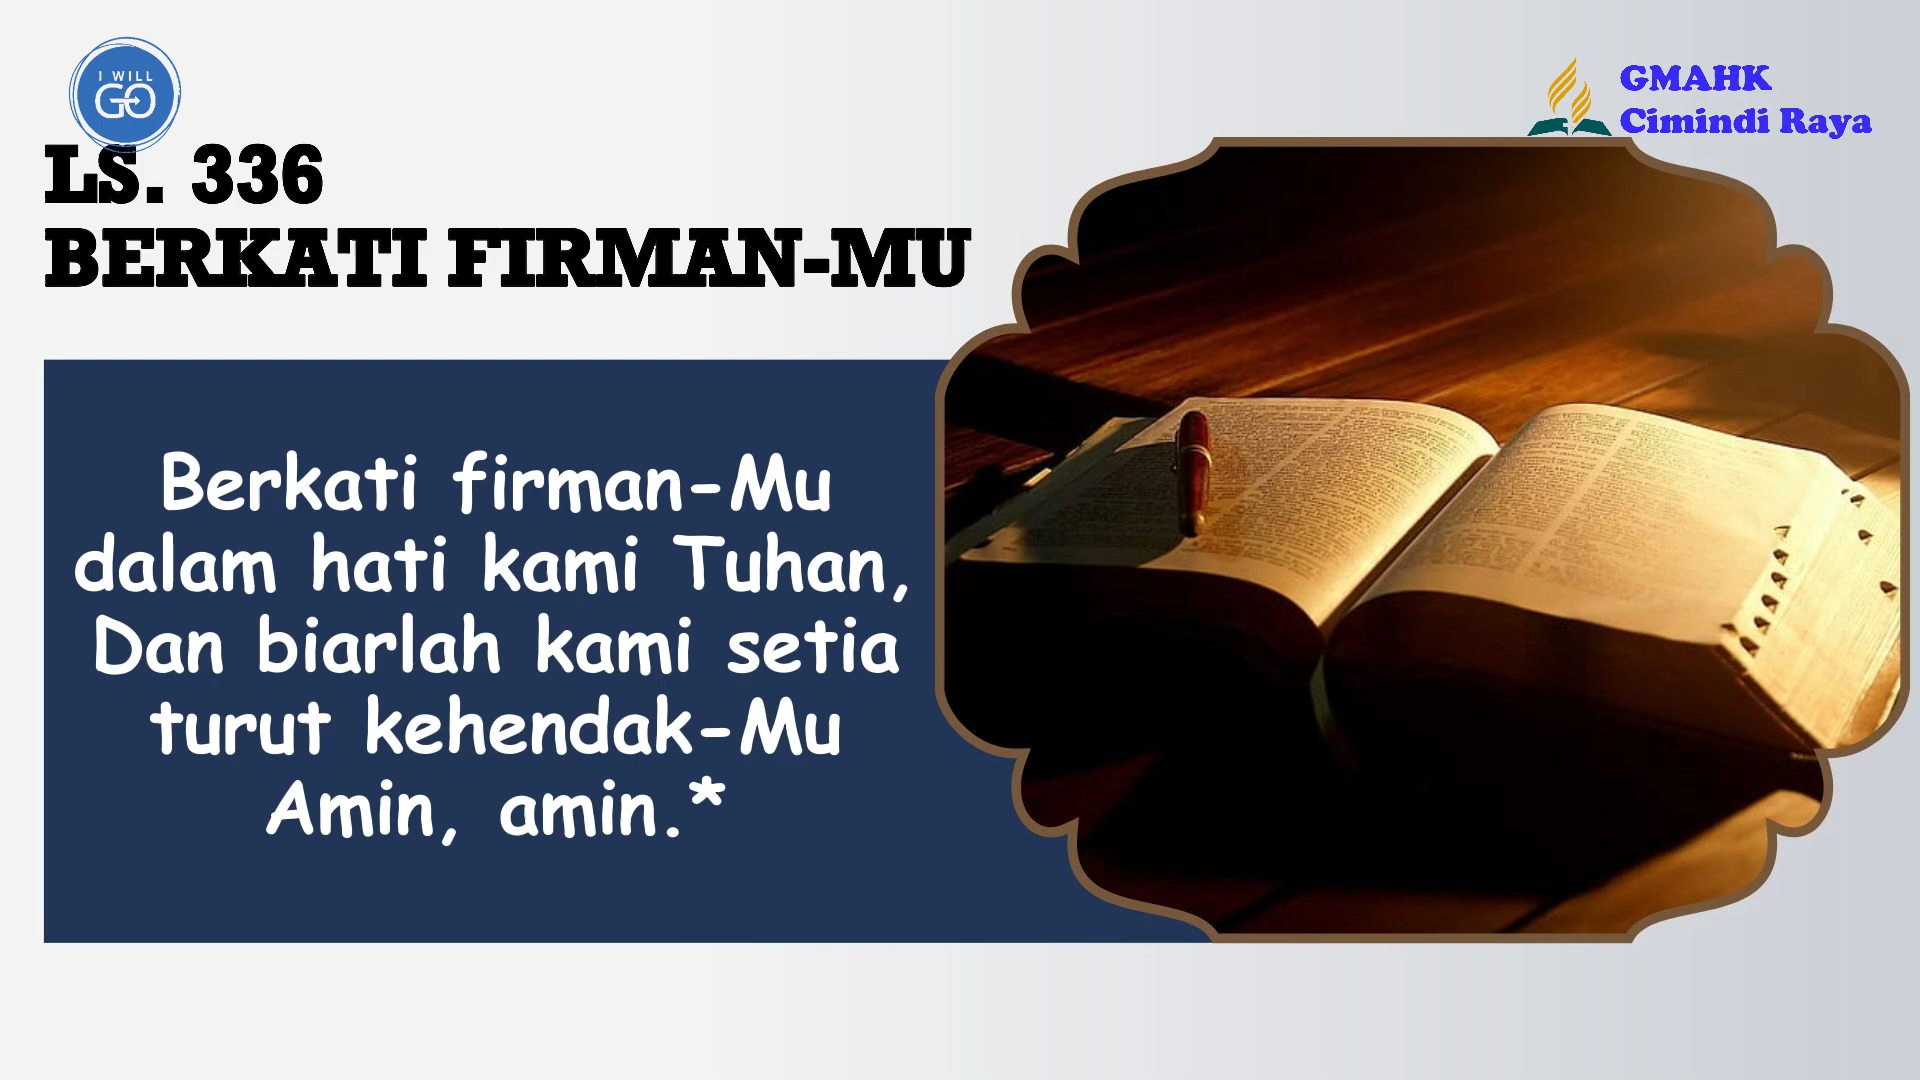 I WILL
GO
GMAHK
Cimindi Raya
LS. 336
BERKATI FIRMAN-MU
Berkati firman-Mu
dalam hati kami Tuhan,
Dan biarlah kami setia
turut kehendak-Mu
Amin, amin.*